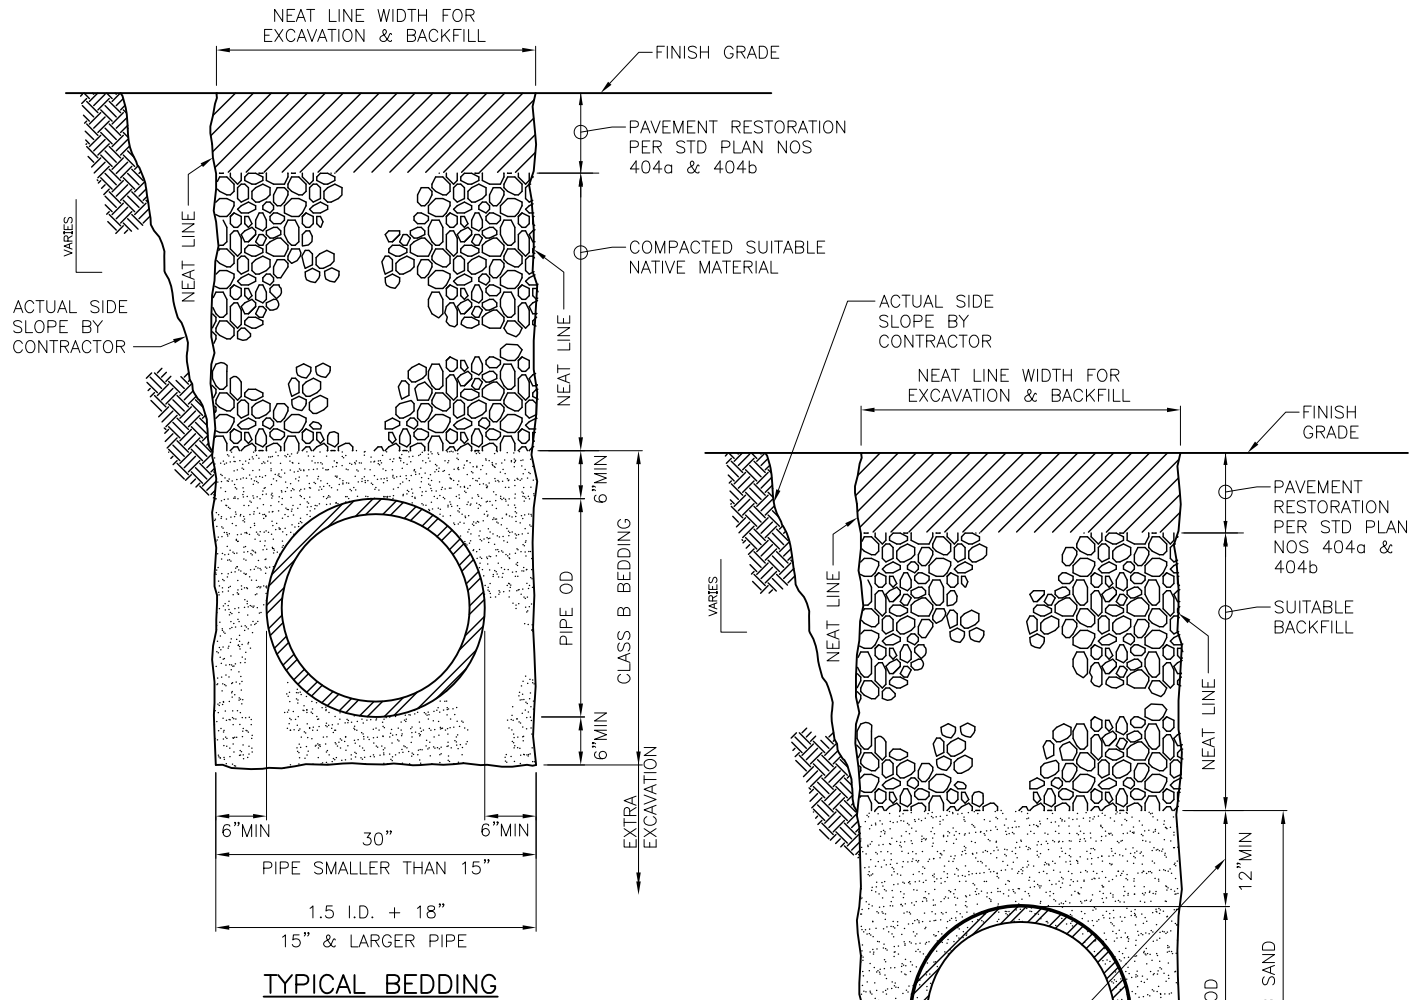 NEAT LINE WIDTH FOR
EXCAVATION & BACKFILL
FINISH GRADE
PAVEMENT RESTORATION
PER STD PLAN NOS
404a & 404b
NEAT LINE
VARIES
COMPACTED SUITABLE
NATIVE MATERIAL
ACTUAL SIDE
SLOPE BY
CONTRACTOR
NEAT LINE
6"MIN
PIPE OD
CLASS B BEDDING
6"MIN
EXTRA
EXCAVATION
6"MIN
6"MIN
30"
PIPE SMALLER THAN 15"
1.5 I.D. + 18"
15" & LARGER PIPE
TYPICAL BEDDING
ACTUAL SIDE
SLOPE BY
CONTRACTOR
NEAT LINE WIDTH FOR
EXCAVATION & BACKFILL
FINISH
GRADE
PAVEMENT
RESTORATION
PER STD PLAN
NOS 404a &
404b
NEAT LINE
VARIES
SUITABLE
BACKFILL
NEAT LINE
12"MIN
OD
SAND